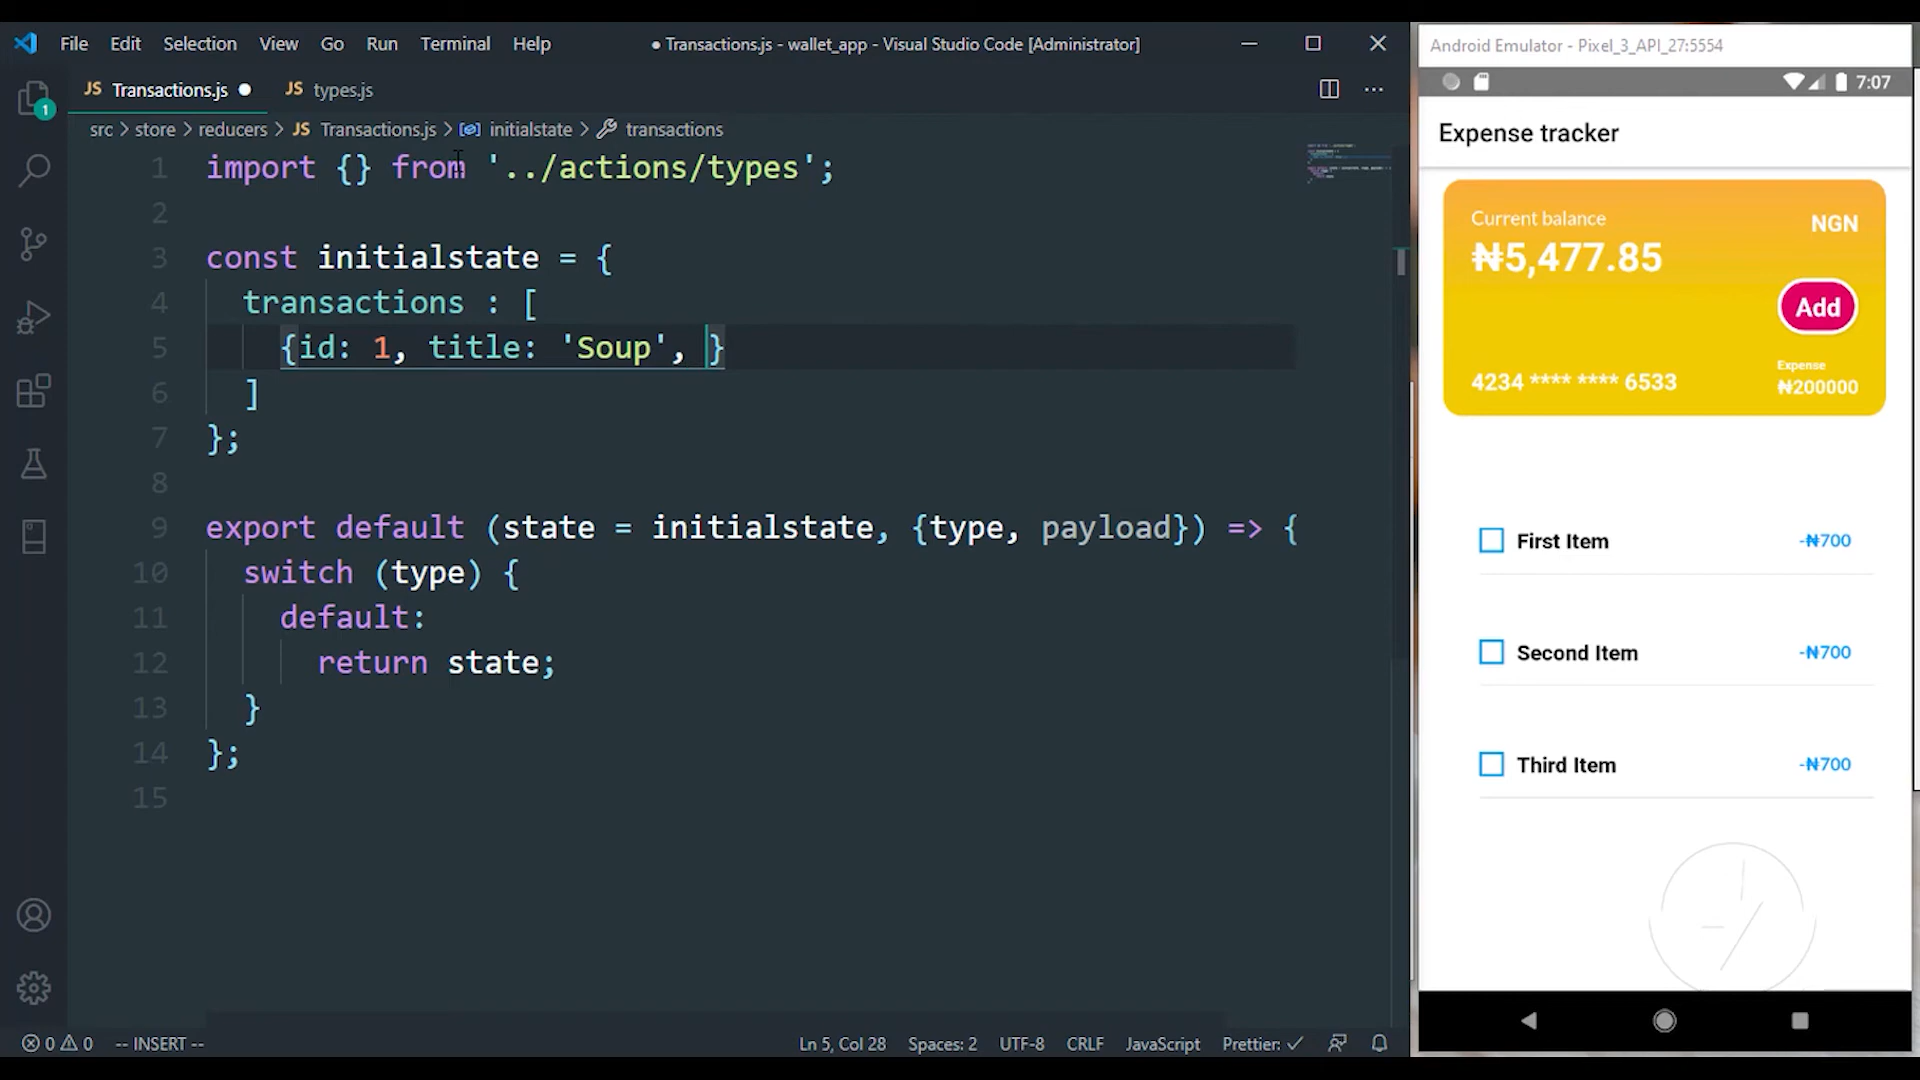 File Edit Selection View Go Run Terminal Help ● Transactions.js - wallet_app - Visual Studio Code [Administrator]
JS Transactions.js ● JS types.js
1
src > store > reducers > JS Transactions.js > initialstate > transactions
1 import {} from '../actions/types';
2
3 const initialstate = {
4 transactions : [
5 {id: 1, title: 'Soup', }
6 ]
7 };
8
9 export default (state = initialstate, {type, payload}) => {
10 switch (type) {
11 default:
12 return state;
13 }
14 };
15
0 0 -- INSERT -- Ln 5, Col 28 Spaces: 2 UTF-8 CRLF JavaScript Prettier: ✓
Android Emulator - Pixel_3_API_27:5554
7:07
Expense tracker
Current balance
NGN
₦5,477.85
Add
Expense
4234 **** **** 6533
₦200000
First Item -₦700
Second Item -₦700
Third Item -₦700